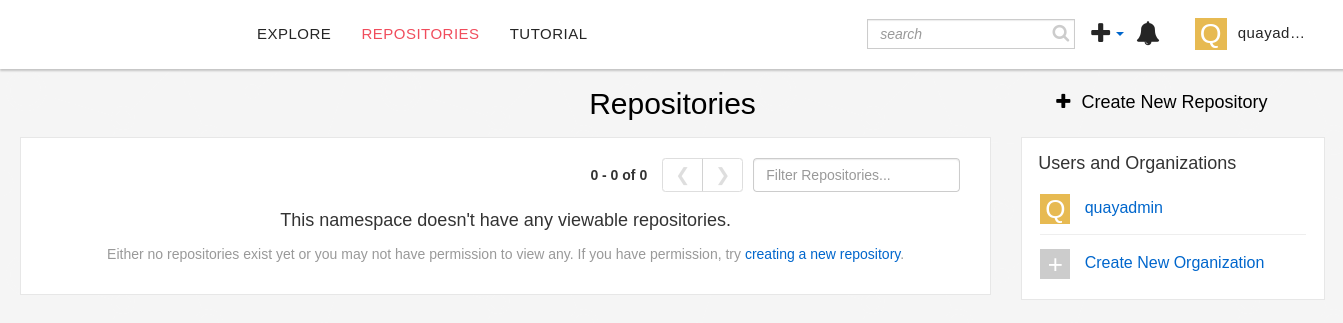 EXPLORE REPOSITORIES TUTORIAL search Q quayad...
Repositories
Create New Repository
0 - 0 of 0 Filter Repositories...
This namespace doesn't have any viewable repositories.
Either no repositories exist yet or you may not have permission to view any. If you have permission, try creating a new repository.
Users and Organizations
Q quayadmin
Create New Organization